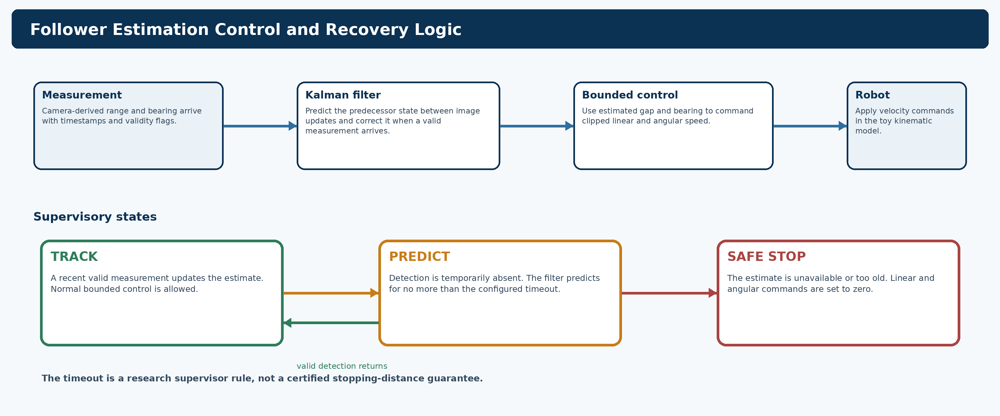 Follower Estimation Control and Recovery Logic
Measurement
Camera-derived range and bearing arrive
with timestamps and validity flags.
Kalman filter
Predict the predecessor state between image
updates and correct it when a valid
measurement arrives.
Bounded control
Use estimated gap and bearing to command
clipped linear and angular speed.
Robot
Apply velocity commands
in the toy kinematic
model.
Supervisory states
TRACK
A recent valid measurement updates the estimate.
Normal bounded control is allowed.
PREDICT
Detection is temporarily absent. The filter predicts
for no more than the configured timeout.
SAFE STOP
The estimate is unavailable or too old. Linear and
angular commands are set to zero.
valid detection returns
The timeout is a research supervisor rule, not a certified stopping-distance guarantee.